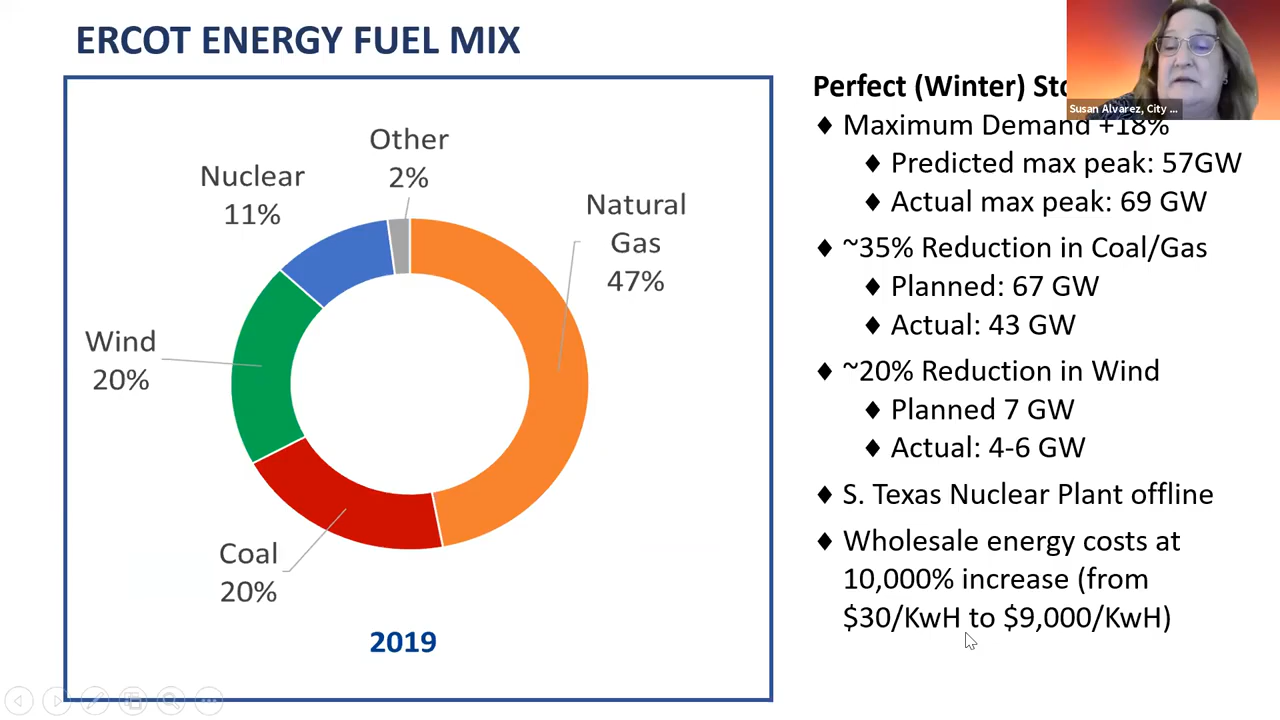 ERCOT ENERGY FUEL MIX
Other
2%
Nuclear
11%
Natural
Gas
47%
Wind
20%
Coal
20%
2019
Perfect (Winter) Sto
Susan Alvarez, City ...
♦ Maximum Demand +18%
♦ Predicted max peak: 57GW
♦ Actual max peak: 69 GW
♦ ~35% Reduction in Coal/Gas
♦ Planned: 67 GW
♦ Actual: 43 GW
♦ ~20% Reduction in Wind
♦ Planned 7 GW
♦ Actual: 4-6 GW
♦ S. Texas Nuclear Plant offline
♦ Wholesale energy costs at
10,000% increase (from
$30/KwH to $9,000/KwH)